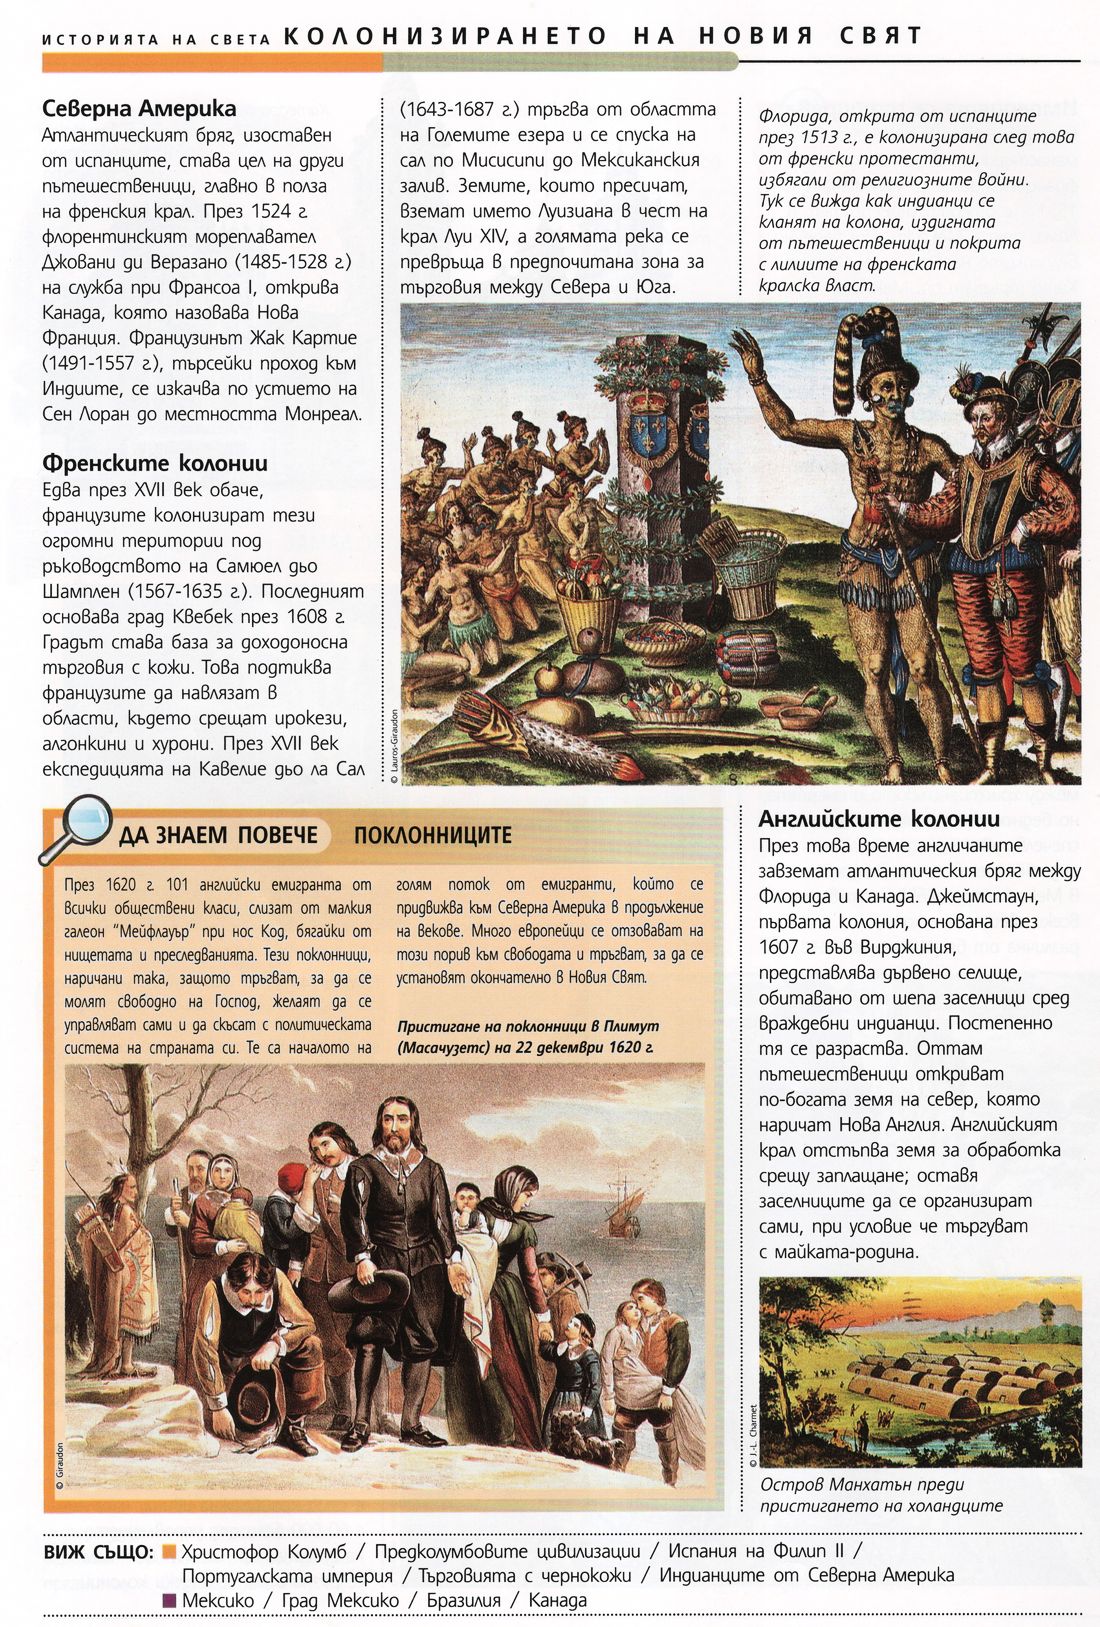 ИСТОРИЯТА НА СВЕТА КОЛОНИЗИРАНЕТО НА НОВИЯ СВЯТ
Северна Америка
Атлантическият бряг, изоставен
от испанците, става цел на други
пътешественици, главно в полза
на френския крал. През 1524 г.
флорентинският мореплавател
Джовани ди Веразано (1485-1528 г.)
на служба при Франсоа I, открива
Канада, която назовава Нова
Франция. Французинът Жак Картие
(1491-1557 г.), търсейки проход към
Индиите, се изкачва по устието на
Сен Лоран до местността Монреал.
Френските колонии
Едва през XVII век обаче,
французите колонизират тези
огромни територии под
ръководството на Самюел дьо
Шамплен (1567-1635 г.). Последният
основава град Квебек през 1608 г.
Градът става база за доходоносна
търговия с кожи. Това подтиква
французите да навлязат в
области, където срещат ирокези,
алгонкини и хурони. През XVII век
експедицията на Кавелие дьо ла Сал
(1643-1687 г.) тръгва от областта
на Големите езера и се спуска на
сал по Мисисипи до Мексиканския
залив. Земите, които пресичат,
вземат името Луизиана в чест на
крал Луи XIV, а голямата река се
превръща в предпочитана зона за
търговия между Севера и Юга.
Флорида, открита от испанците
през 1513 г., е колонизирана след това
от френски протестанти,
избягали от религиозните войни.
Тук се вижда как индианци се
кланят на колона, издигната
от пътешественици и покрита
с лилиите на френската
кралска власт.
© Lauros-Giraudon
ДА ЗНАЕМ ПОВЕЧЕ ПОКЛОННИЦИТЕ
През 1620 г. 101 английски емигранта от
всички обществени класи, слизат от малкия
галеон "Мейфлауър" при нос Код, бягайки от
нищетата и преследванията. Тези поклонници,
наричани така, защото тръгват, за да се
молят свободно на Господ, желаят да се
управляват сами и да скъсат с политическата
система на страната си. Те са началото на
голям поток от емигранти, който се
придвижва към Северна Америка в продължение
на векове. Много европейци се отзовават на
този порив към свободата и тръгват, за да се
установят окончателно в Новия Свят.
Пристигане на поклонници в Плимут
(Масачузетс) на 22 декември 1620 г.
© Giraudon
Английските колонии
През това време англичаните
завземат атлантическия бряг между
Флорида и Канада. Джеймстаун,
първата колония, основана през
1607 г. във Вирджиния,
представлява дървено селище,
обитавано от шепа заселници сред
враждебни индианци. Постепенно
тя се разраства. Оттам
пътешественици откриват
по-богата земя на север, която
наричат Нова Англия. Английският
крал отстъпва земя за обработка
срещу заплащане; оставя
заселниците да се организират
сами, при условие че търгуват
с майката-родина.
© J.-L. Charmet
Остров Манхатън преди
пристигането на холандците
ВИЖ СЪЩО: Христофор Колумб / Предколумбовите цивилизации / Испания на Филип II /
Португалската империя / Търговията с чернокожи / Индианците от Северна Америка
Мексико / Град Мексико / Бразилия / Канада